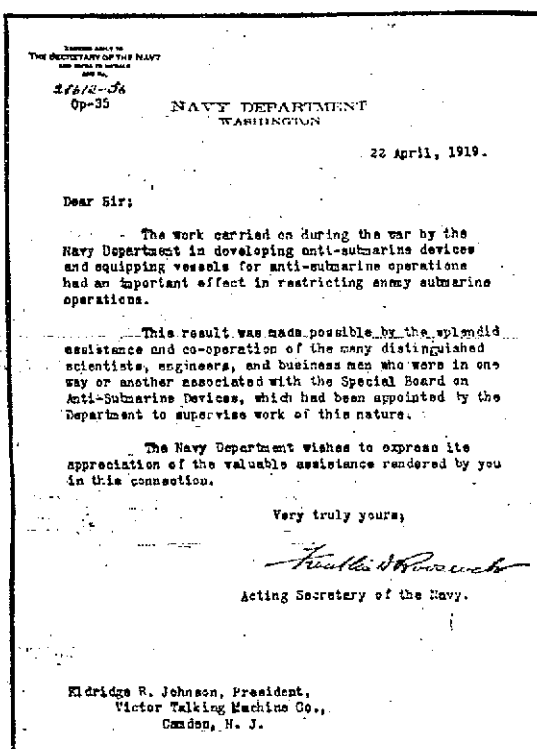 THE SECRETARY OF THE NAVY
Op-35
NAVY DEPARTMENT
WASHINGTON
22 April, 1919.
Dear Sir;
The work carried on during the war by the
Navy Department in developing anti-submarine devices
and equipping vessels for anti-submarine operations
had an important effect in restricting enemy submarine
operations.
This result was made possible by the splendid
assistance and co-operation of the many distinguished
scientists, engineers, and business men who were in one
way or another associated with the Special Board on
Anti-Submarine Devices, which had been appointed by the
Department to supervise work of this nature.
The Navy Department wishes to express its
appreciation of the valuable assistance rendered by you
in this connection.
Very truly yours,
Franklin D Roosevelt
Acting Secretary of the Navy.
Eldridge R. Johnson, President,
Victor Talking Machine Co.,
Camden, N. J.